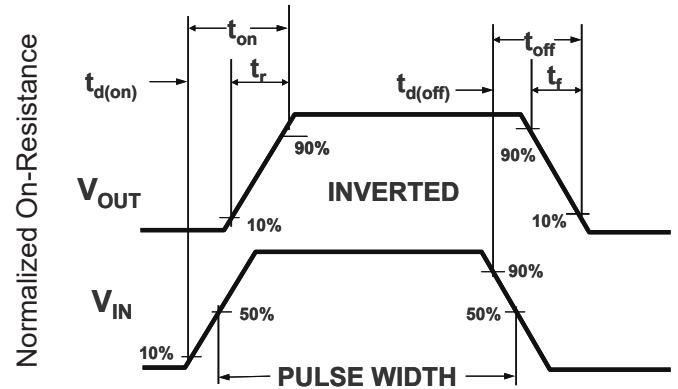 Normalized On-Resistance
t_on
t_off
t_d(on)
t_r
t_d(off)
t_f
90%
90%
V_OUT
INVERTED
10%
10%
V_IN
90%
50%
50%
10%
PULSE WIDTH